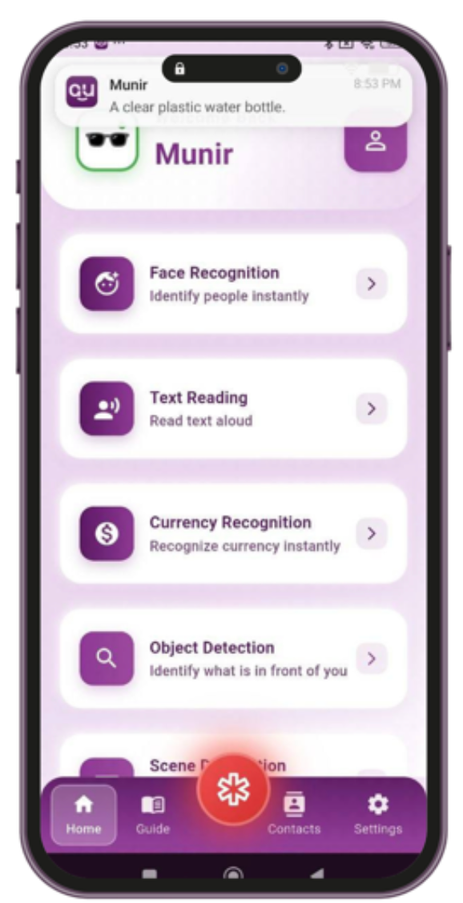 :53
Munir
8:53 PM
A clear plastic water bottle.
Munir
Face Recognition
Identify people instantly
Text Reading
Read text aloud
Currency Recognition
Recognize currency instantly
Object Detection
Identify what is in front of you
Scene D
tion
Home
Guide
Contacts
Settings